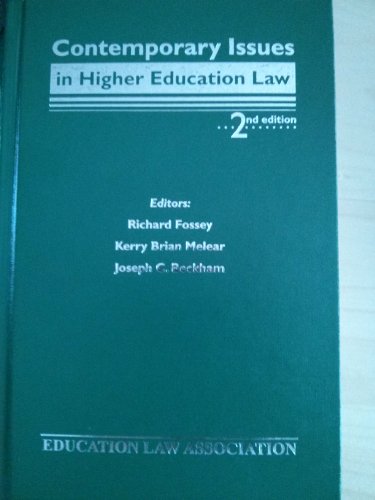 Contemporary Issues
in Higher Education Law
2nd edition
Editors:
Richard Fossey
Kerry Brian Melear
Joseph C. Beckham
EDUCATION LAW ASSOCIATION